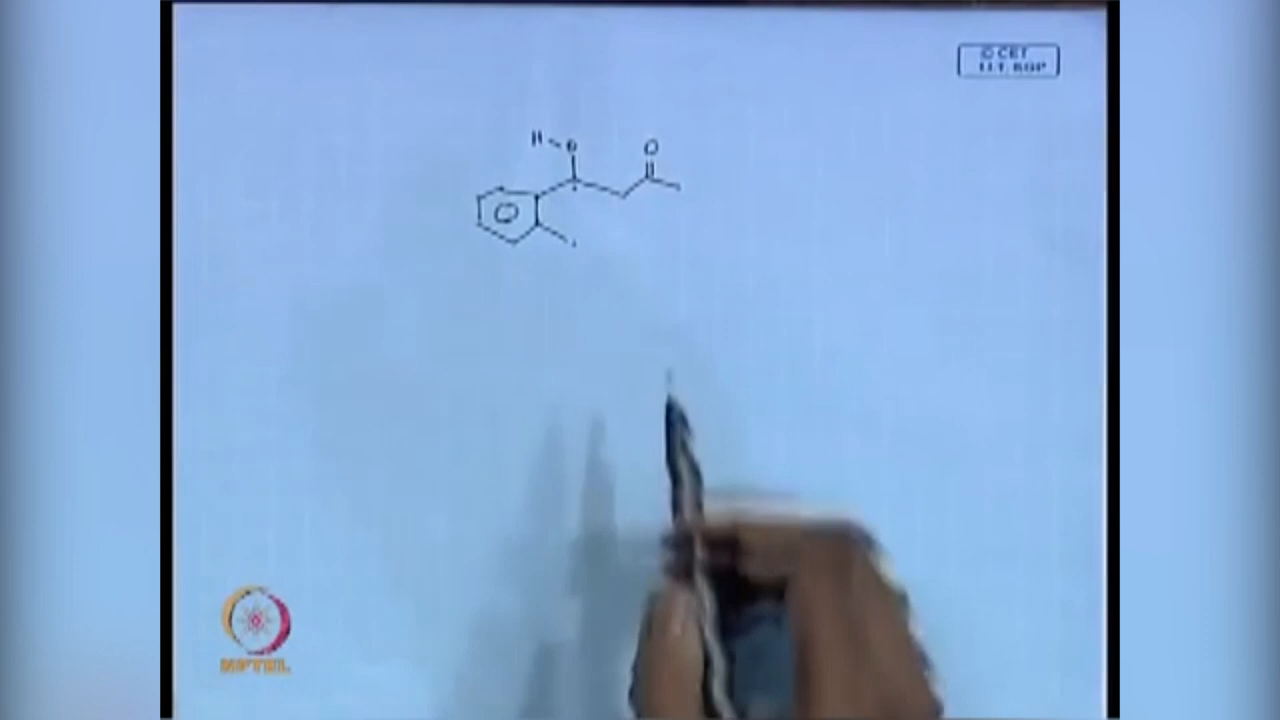 © CET
I.I.T. KGP
H O O
O
NPTEL